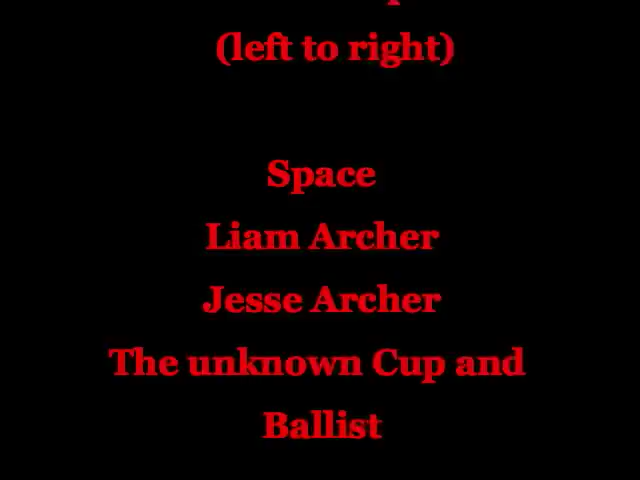 (left to right)
Space
Liam Archer
Jesse Archer
The unknown Cup and
Ballist